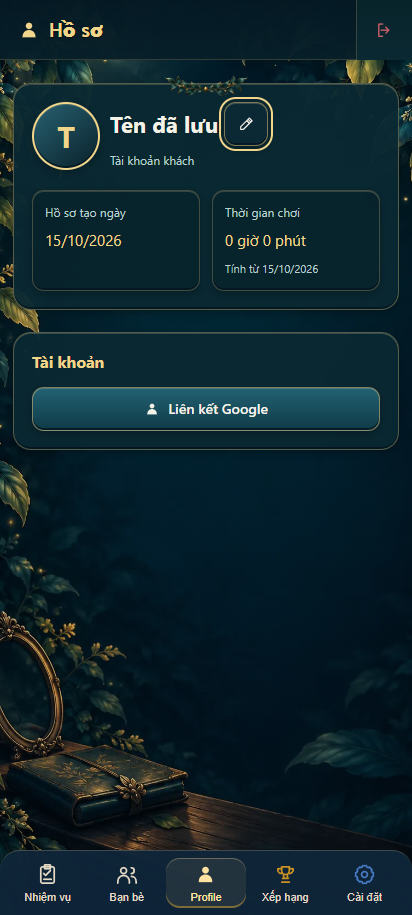 Hồ sơ
T
Tên đã lưu
Tài khoản khách
Hồ sơ tạo ngày
15/10/2026
Thời gian chơi
0 giờ 0 phút
Tính từ 15/10/2026
Tài khoản
Liên kết Google
Nhiệm vụ
Bạn bè
Profile
Xếp hạng
Cài đặt